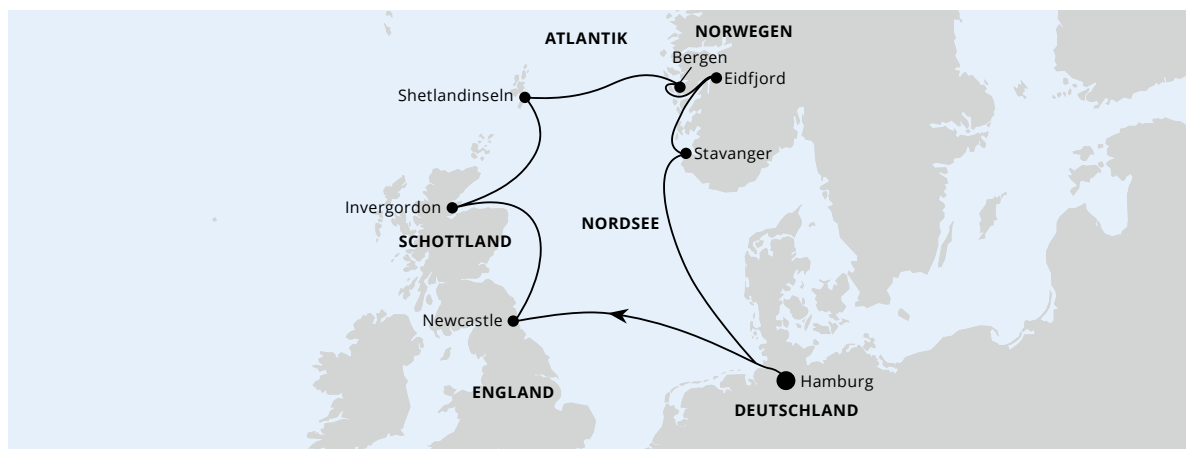 NORWEGEN
ATLANTIK
Bergen
Eidfjord
Shetlandinseln
Stavanger
Invergordon
NORDSEE
SCHOTTLAND
Newcastle
Hamburg
ENGLAND
DEUTSCHLAND